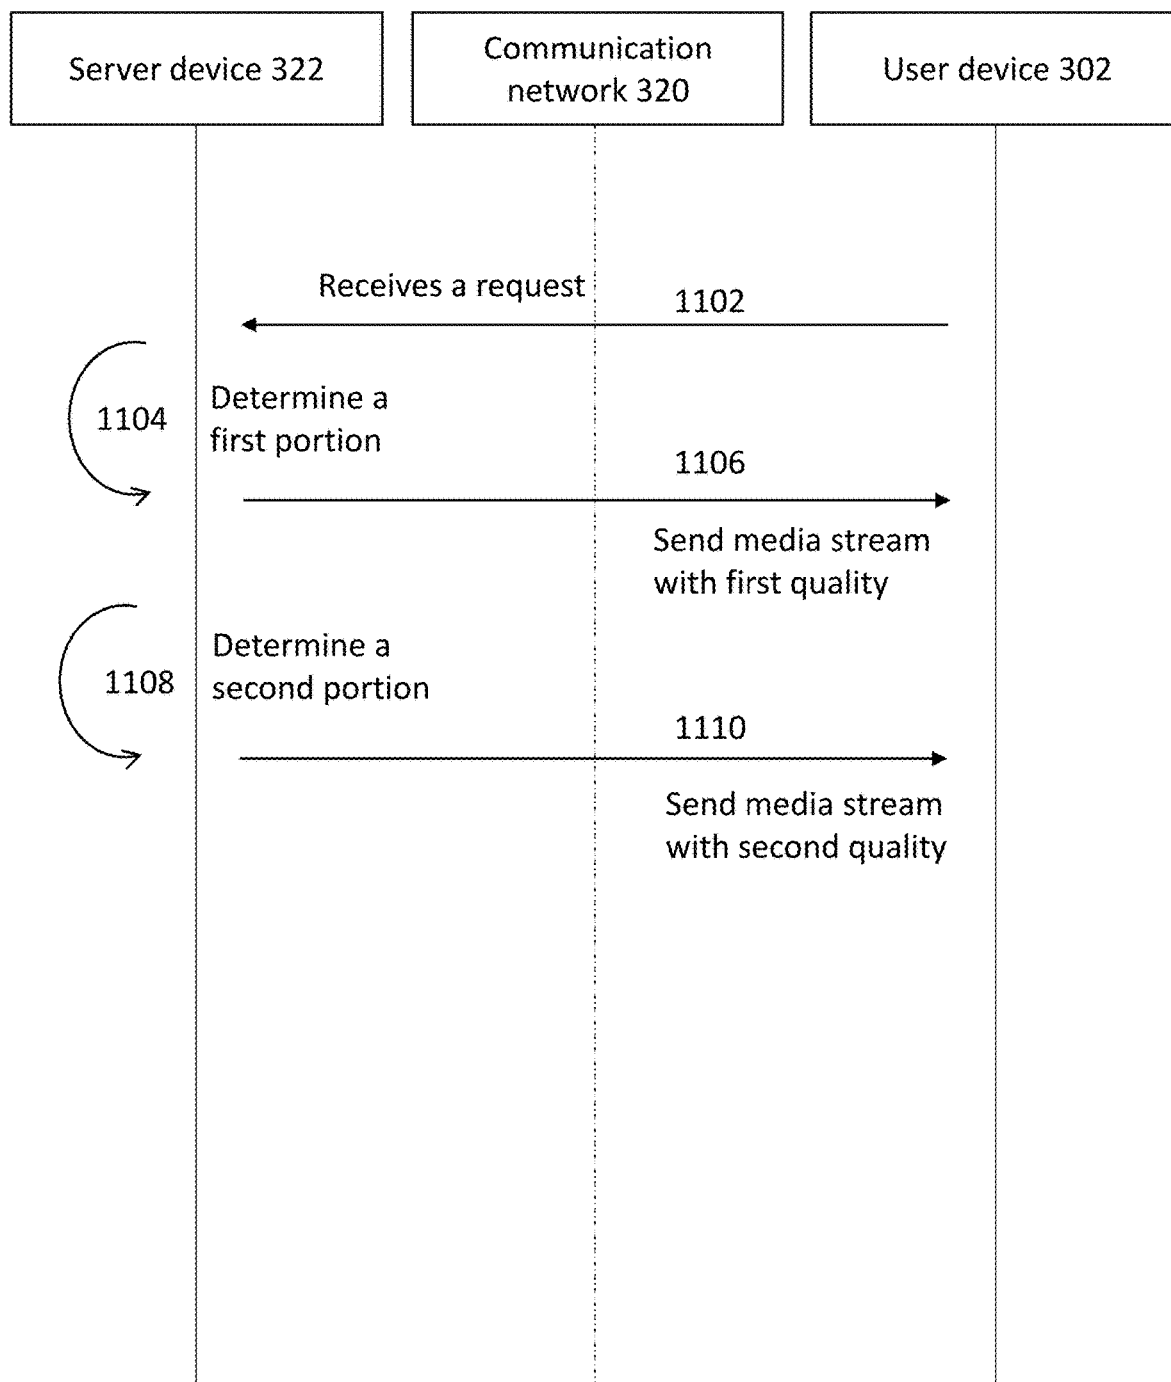 Server device 322
Communication
network 320
User device 302
Receives a request
1102
1104
Determine a
first portion
1106
Send media stream
with first quality
1108
Determine a
second portion
1110
Send media stream
with second quality